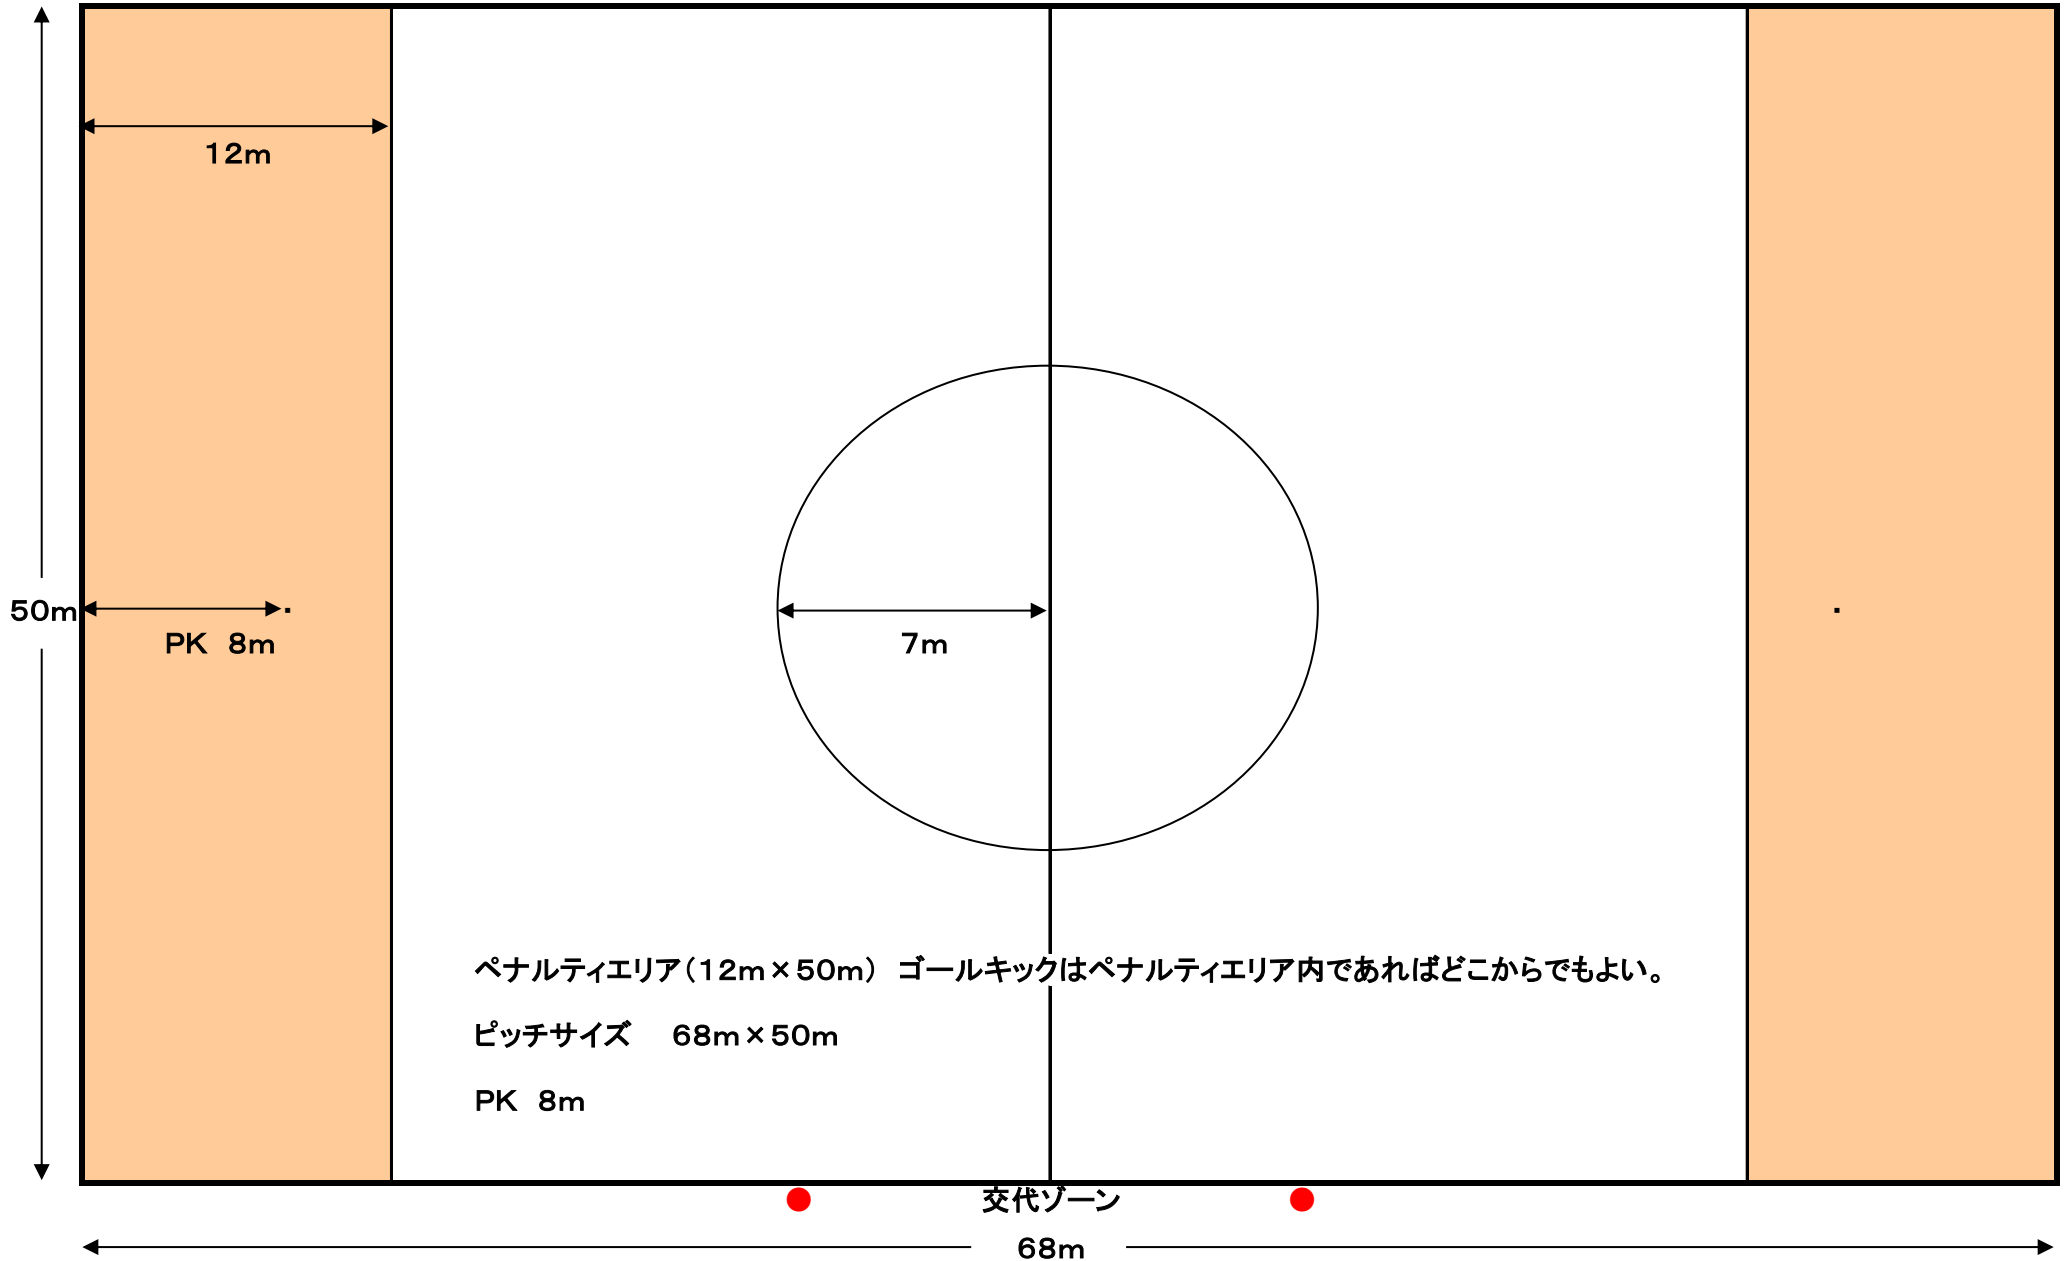 12m
50m
PK 8m
7m
ペナルティエリア(12m×50m) ゴールキックはペナルティエリア内であればどこからでもよい。
ピッチサイズ 68m×50m
PK 8m
交代ゾーン
68m